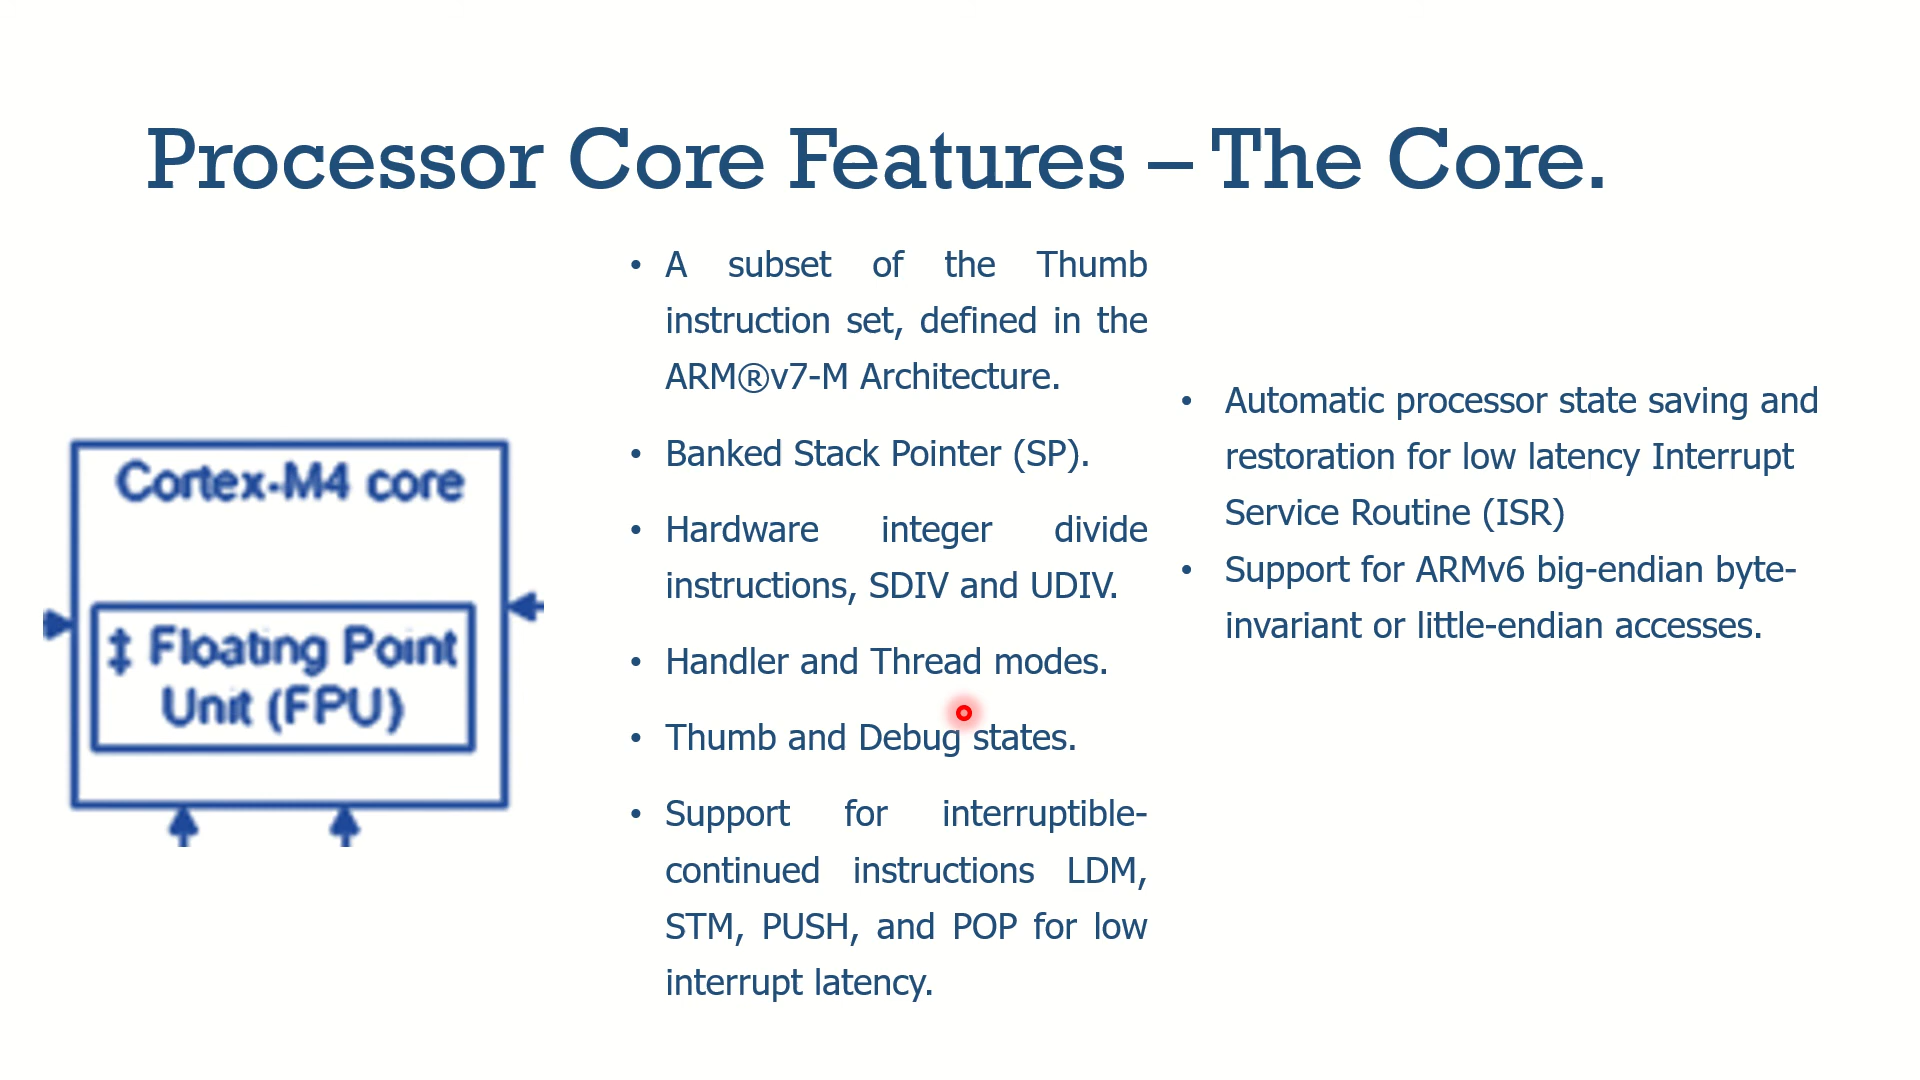 Processor Core Features – The Core.
Cortex-M4 core
‡ Floating Point
Unit (FPU)
• A subset of the Thumb
instruction set, defined in the
ARM®v7-M Architecture.
• Banked Stack Pointer (SP).
• Hardware integer divide
instructions, SDIV and UDIV.
• Handler and Thread modes.
• Thumb and Debug states.
• Support for interruptible-
continued instructions LDM,
STM, PUSH, and POP for low
interrupt latency.
• Automatic processor state saving and
restoration for low latency Interrupt
Service Routine (ISR)
• Support for ARMv6 big-endian byte-
invariant or little-endian accesses.